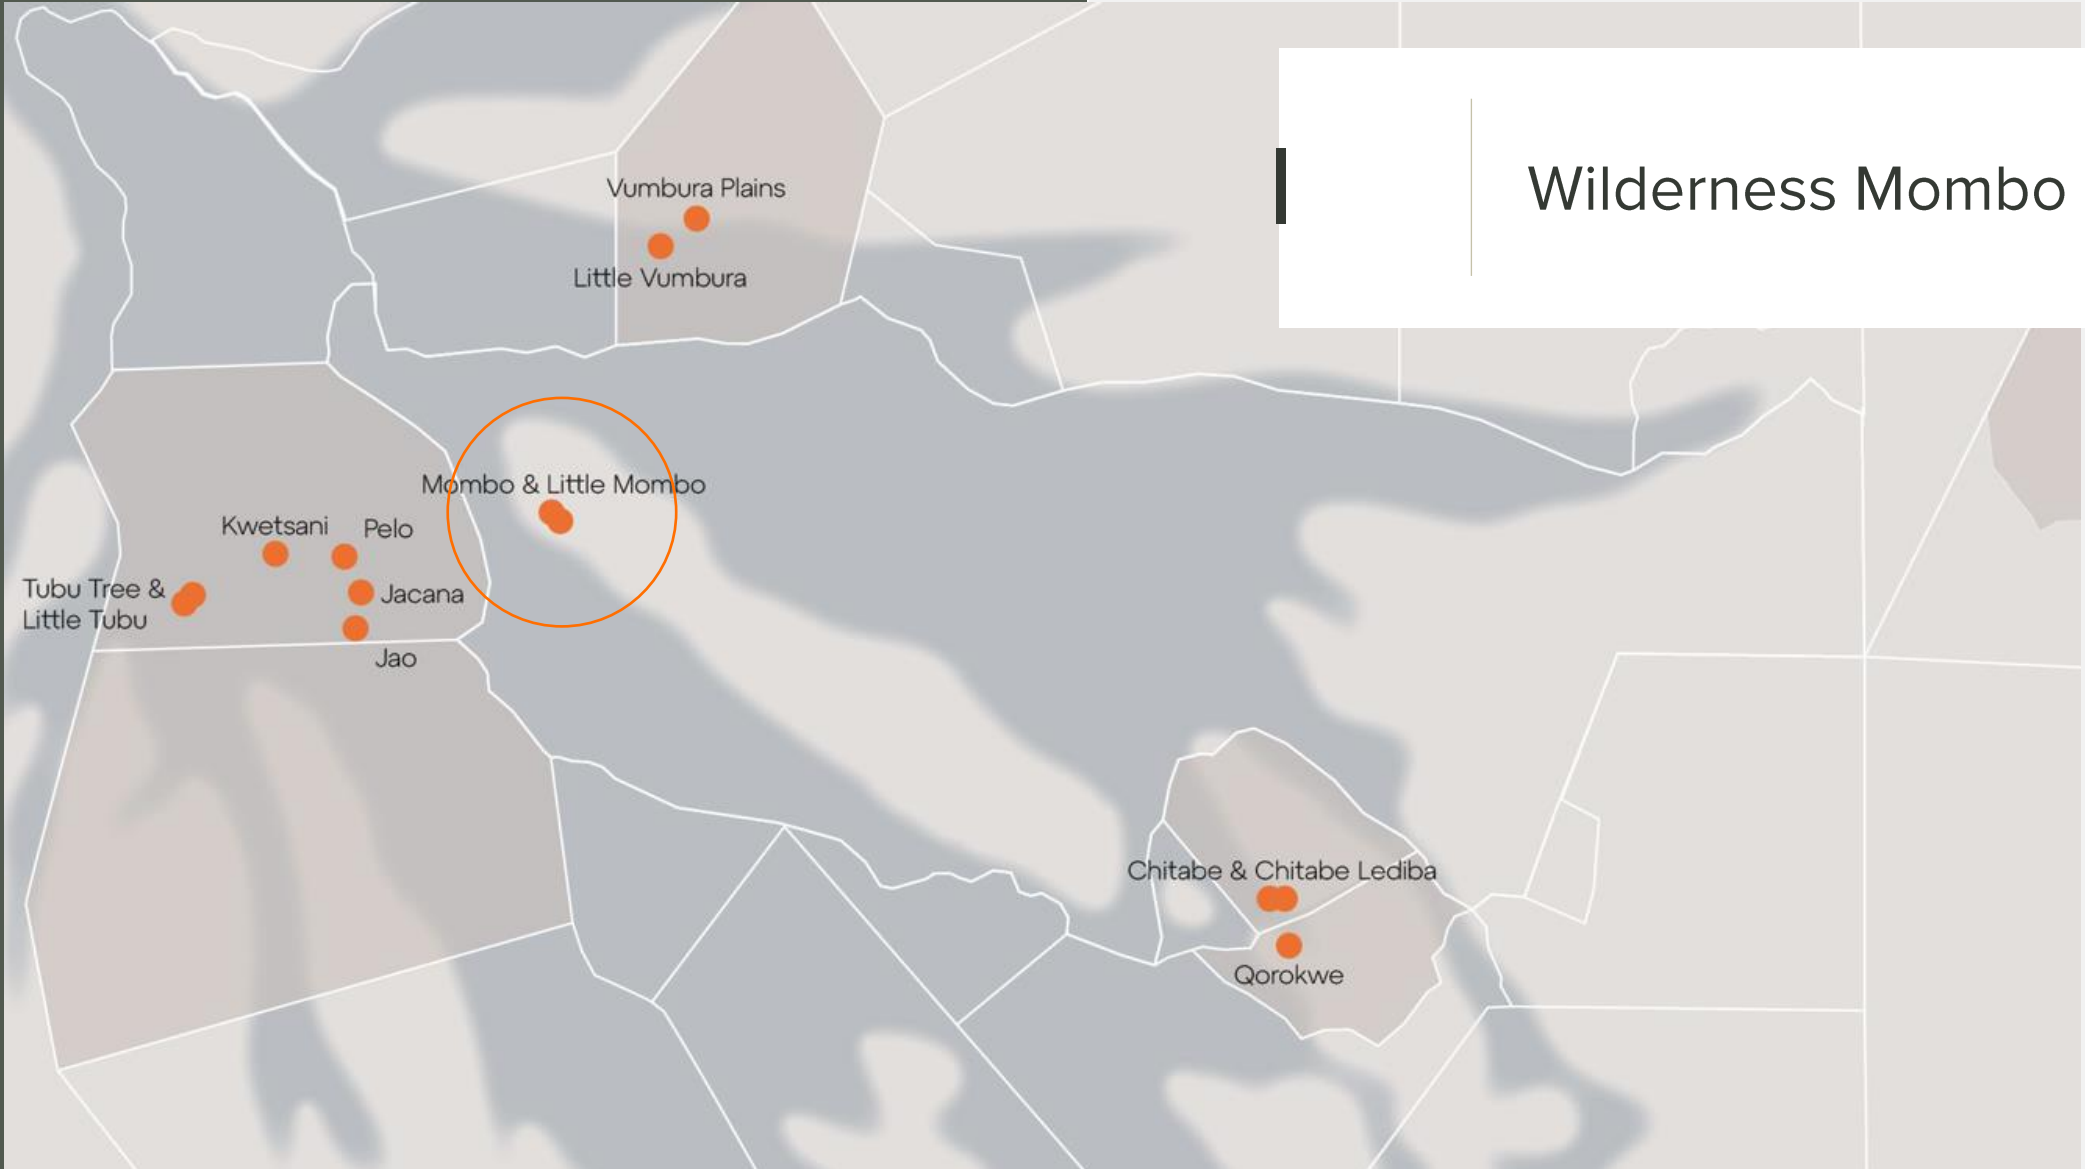 Wilderness Mombo
Vumbura Plains
Little Vumbura
Mombo & Little Mombo
Kwetsani
Pelo
Tubu Tree &
Little Tubu
Jacana
Jao
Chitabe & Chitabe Lediba
Qorokwe